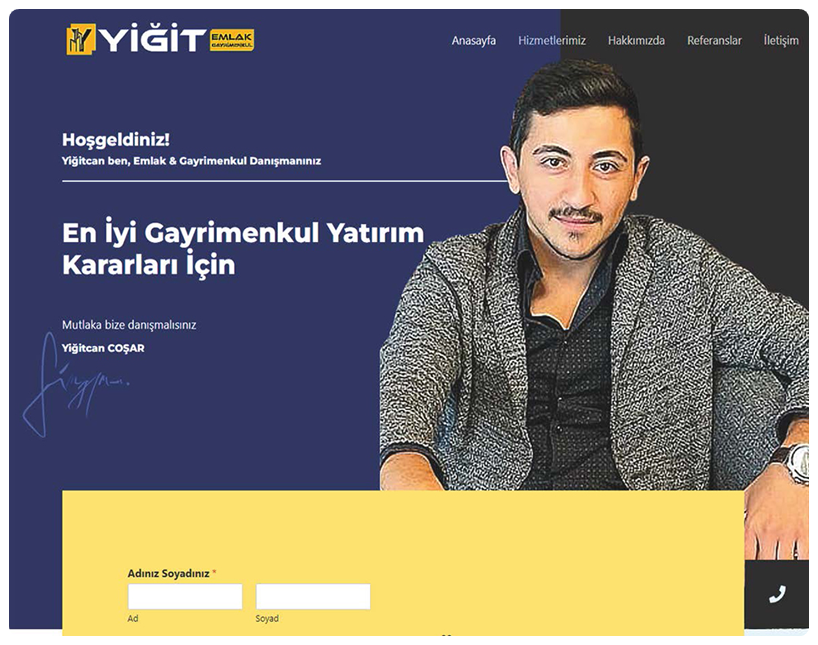 YİĞİT EMLAK
GAYRİMENKUL
Anasayfa Hizmetlerimiz Hakkımızda Referanslar İletişim
Hoşgeldiniz!
Yiğitcan ben, Emlak & Gayrimenkul Danışmanınız
En İyi Gayrimenkul Yatırım
Kararları İçin
Mutlaka bize danışmalısınız
Yiğitcan COŞAR
Adınız Soyadınız *
Ad Soyad